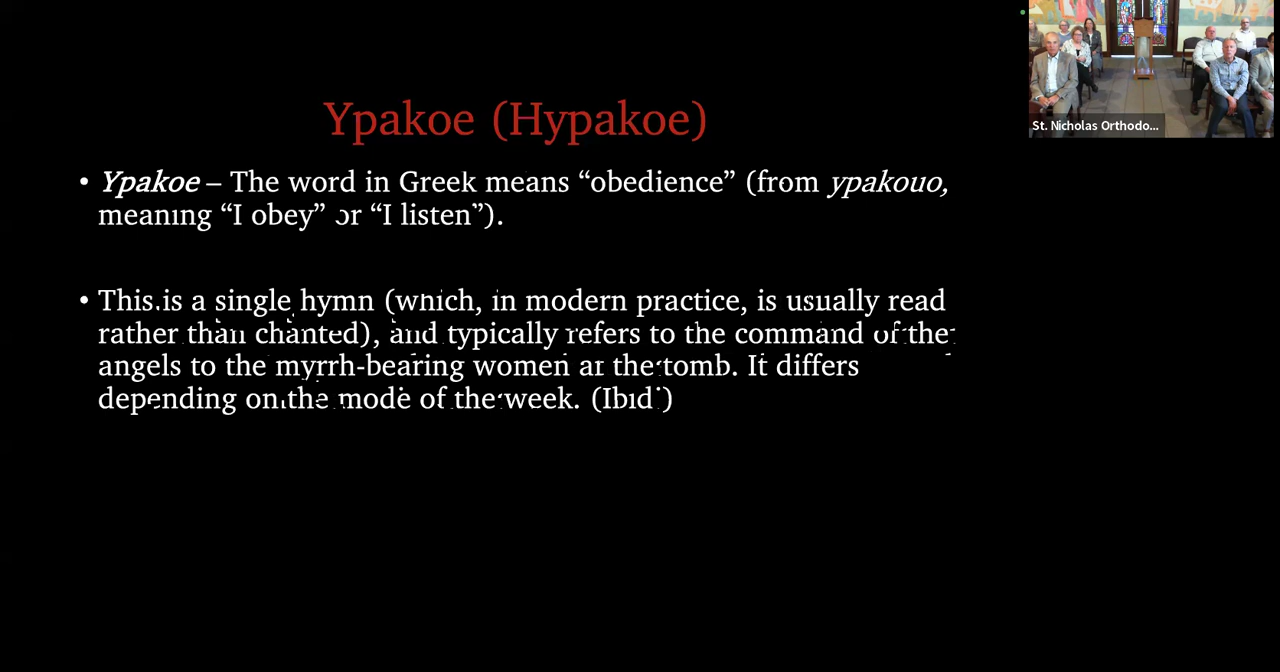 Ypakoe (Hypakoe)
• Ypakoe – The word in Greek means “obedience” (from ypakouo,
meaning “I obey” or “I listen”).
• This is a single hymn (which, in modern practice, is usually read
rather than chanted), and typically refers to the command of the
angels to the myrrh-bearing women at the tomb. It differs
depending on the mode of the week. (Ibid.)
St. Nicholas Orthodo...